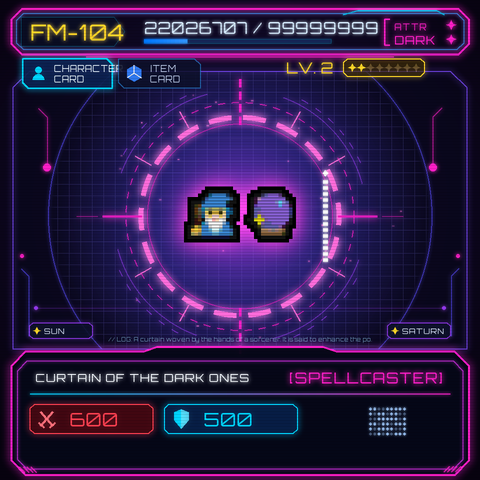 FM-104
22026707 / 99999999
ATTR
DARK
CHARACTER
CARD
ITEM
CARD
LV. 2
SUN
SATURN
// LOG: A curtain woven by the hands of a sorcerer, it is said to enhance the po
CURTAIN OF THE DARK ONES
[SPELLCASTER]
600
500